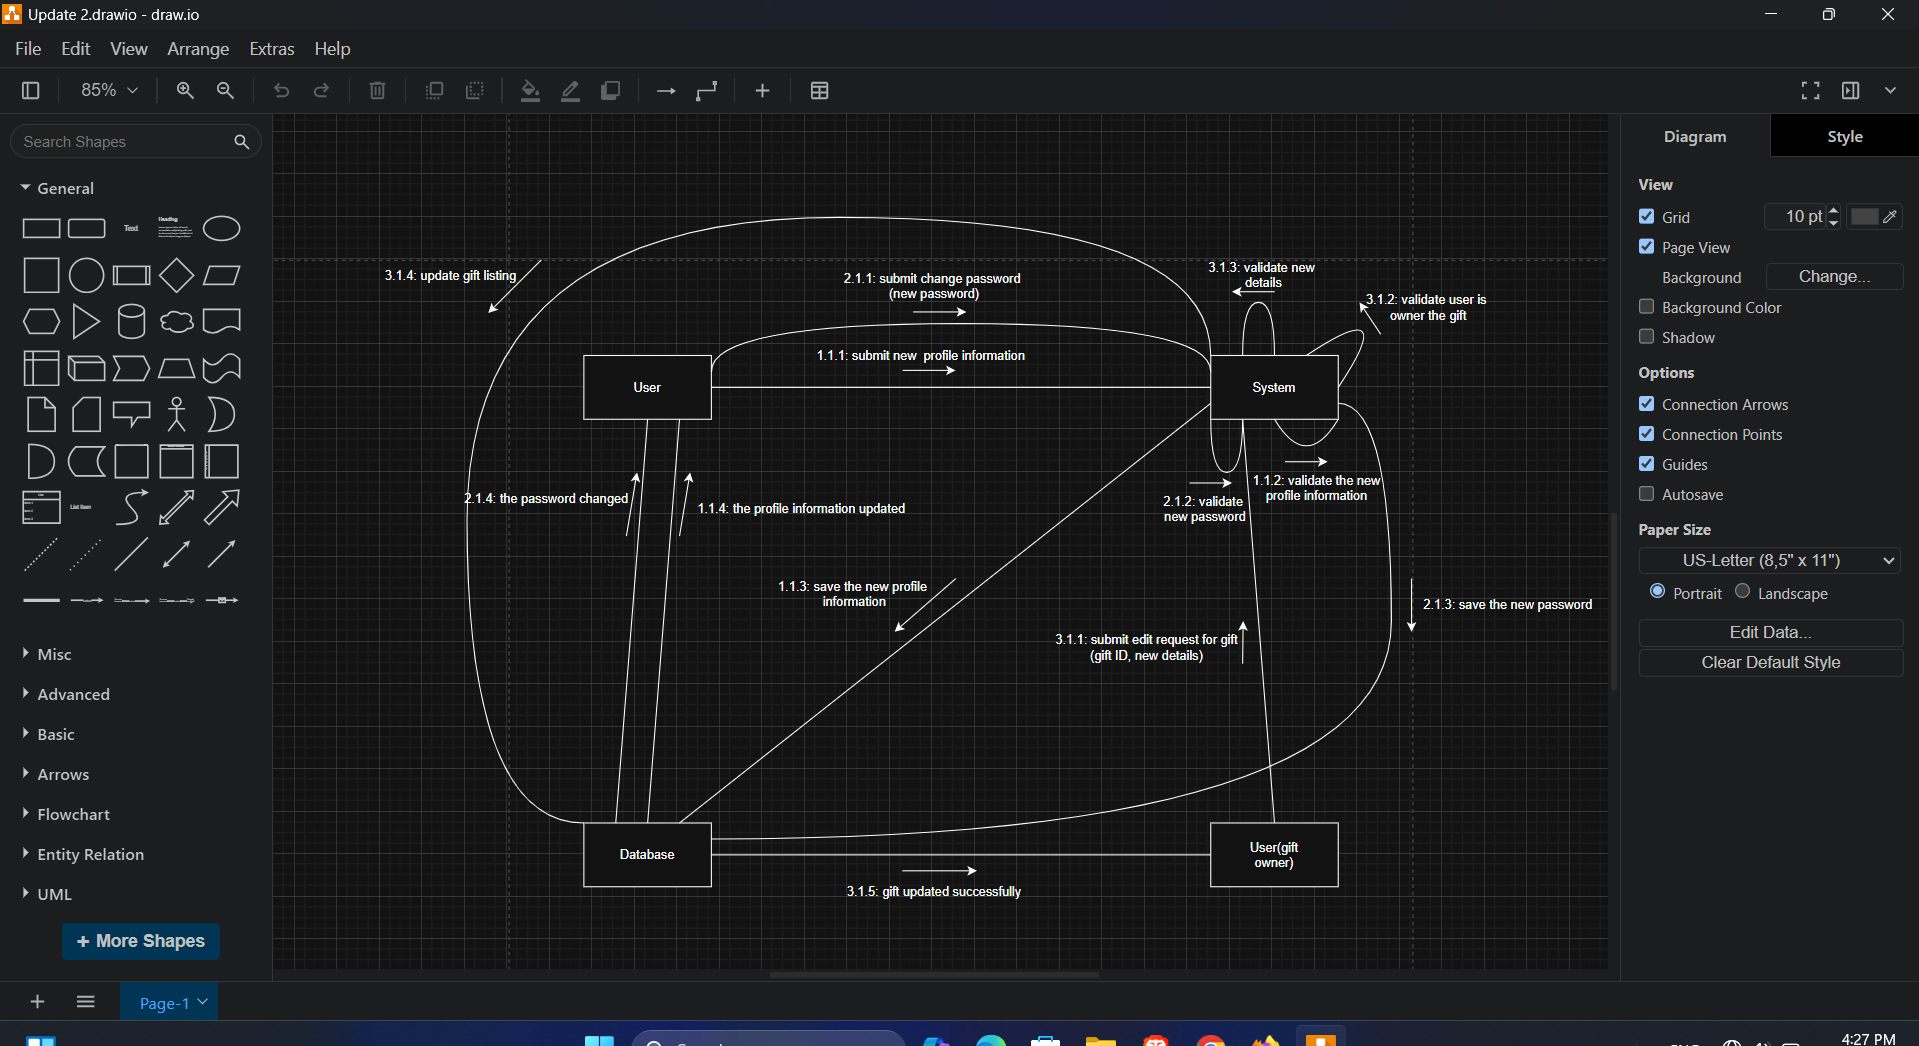 Update 2.drawio - draw.io
File Edit View Arrange Extras Help
85%
Search Shapes
General
Text
Heading
List Item
Misc
Advanced
Basic
Arrows
Flowchart
Entity Relation
UML
+ More Shapes
3.1.4: update gift listing
2.1.1: submit change password
(new password)
3.1.3: validate new
details
3.1.2: validate user is
owner the gift
1.1.1: submit new profile information
User
System
2.1.4: the password changed
1.1.4: the profile information updated
1.1.2: validate the new
profile information
2.1.2: validate
new password
1.1.3: save the new profile
information
2.1.3: save the new password
3.1.1: submit edit request for gift
(gift ID, new details)
Database
User(gift
owner)
3.1.5: gift updated successfully
Diagram Style
View
Grid 10 pt
Page View
Background Change...
Background Color
Shadow
Options
Connection Arrows
Connection Points
Guides
Autosave
Paper Size
US-Letter (8,5" x 11")
Portrait Landscape
Edit Data...
Clear Default Style
Page-1
4:27 PM